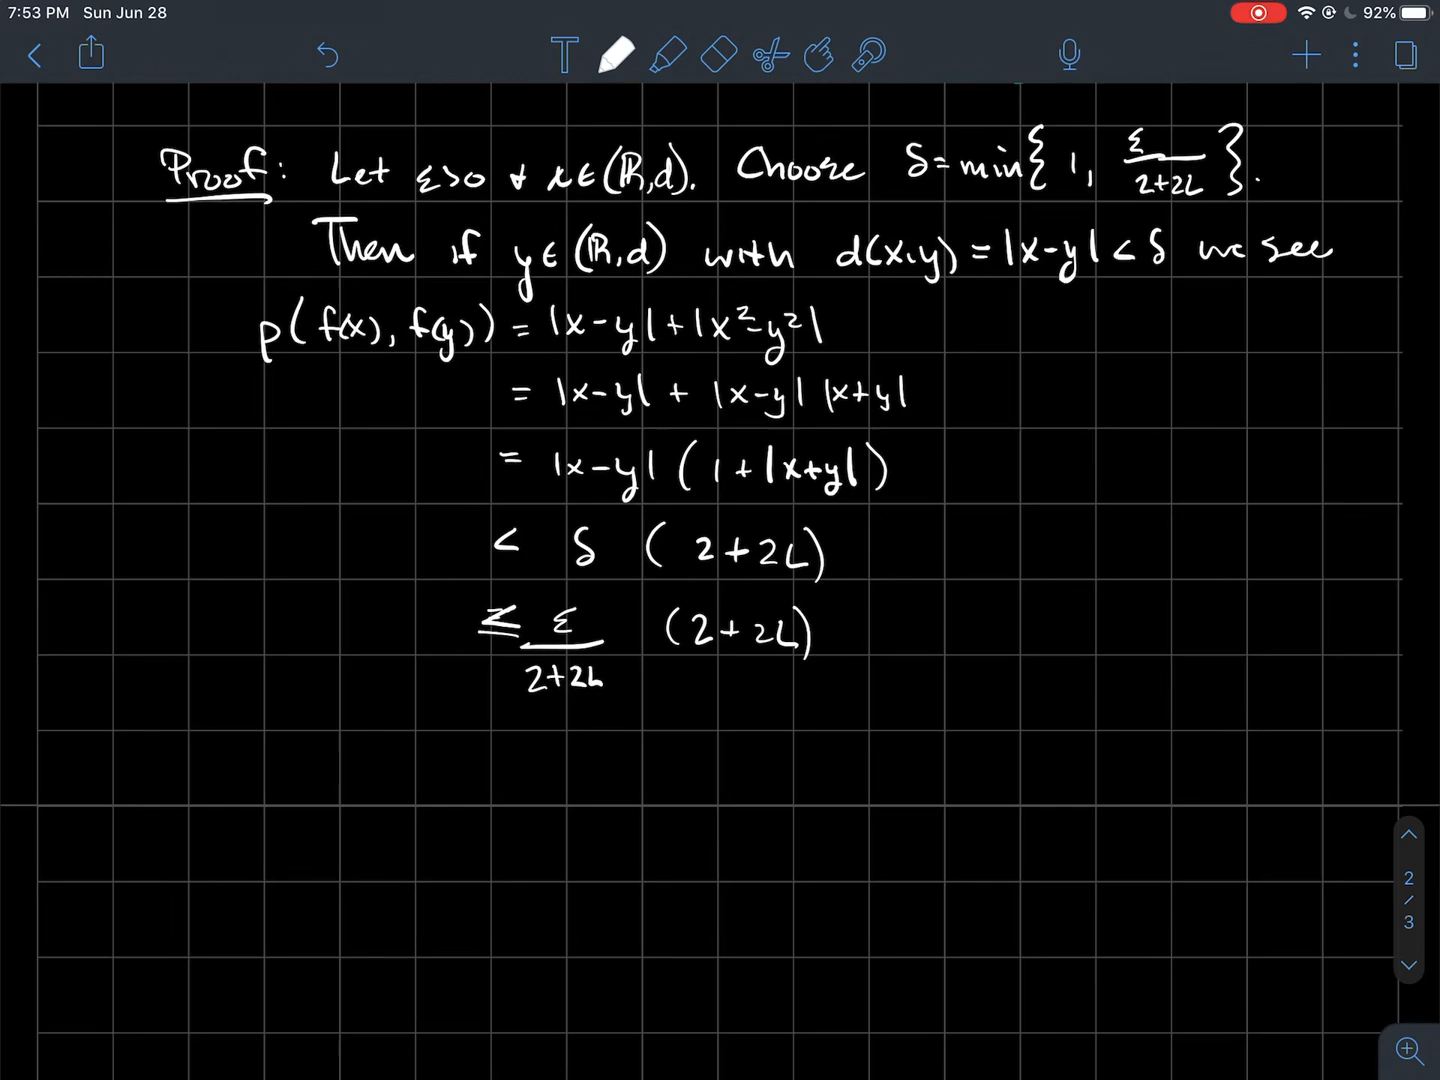 7:53 PM Sun Jun 28 92%
T
Proof: Let ε>0 & x∈(ℝ,d). Choose δ=min{ 1, ε/(2+2L) }.
Then if y∈(ℝ,d) with d(x,y) = |x-y| < δ we see
ρ(f(x), f(y)) = |x-y|+|x²-y²|
= |x-y| + |x-y| |x+y|
= |x-y| ( 1 + |x+y| )
< δ ( 2+2L )
≤ ε/(2+2L) (2+2L)
2 / 3